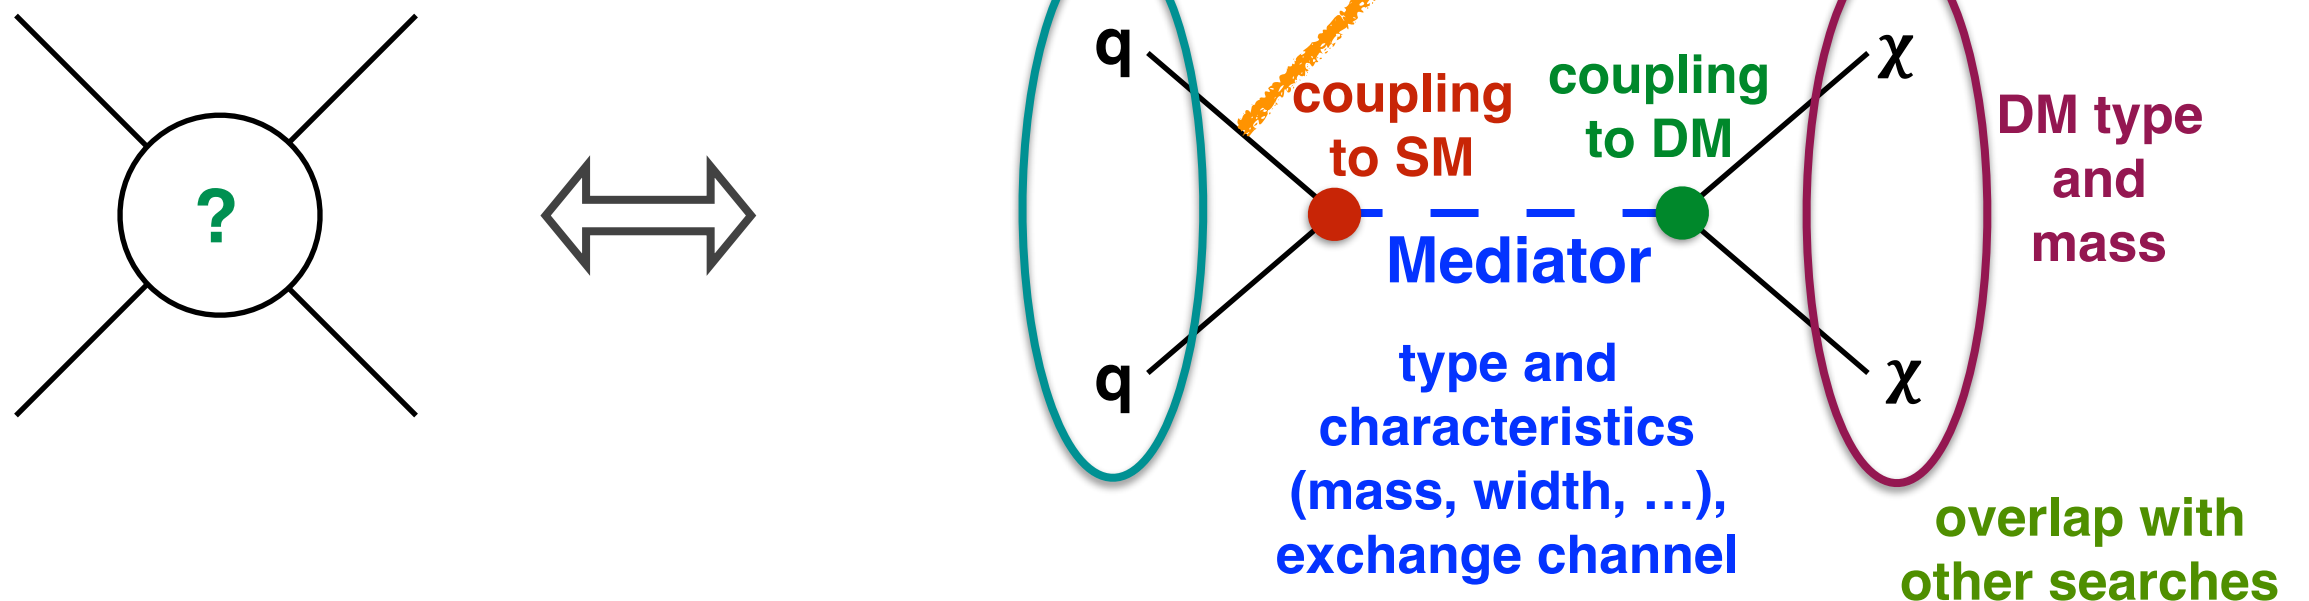 ?
q
q
coupling
to SM
coupling
to DM
Mediator
type and
characteristics
(mass, width, …),
exchange channel
χ
χ
DM type
and
mass
overlap with
other searches